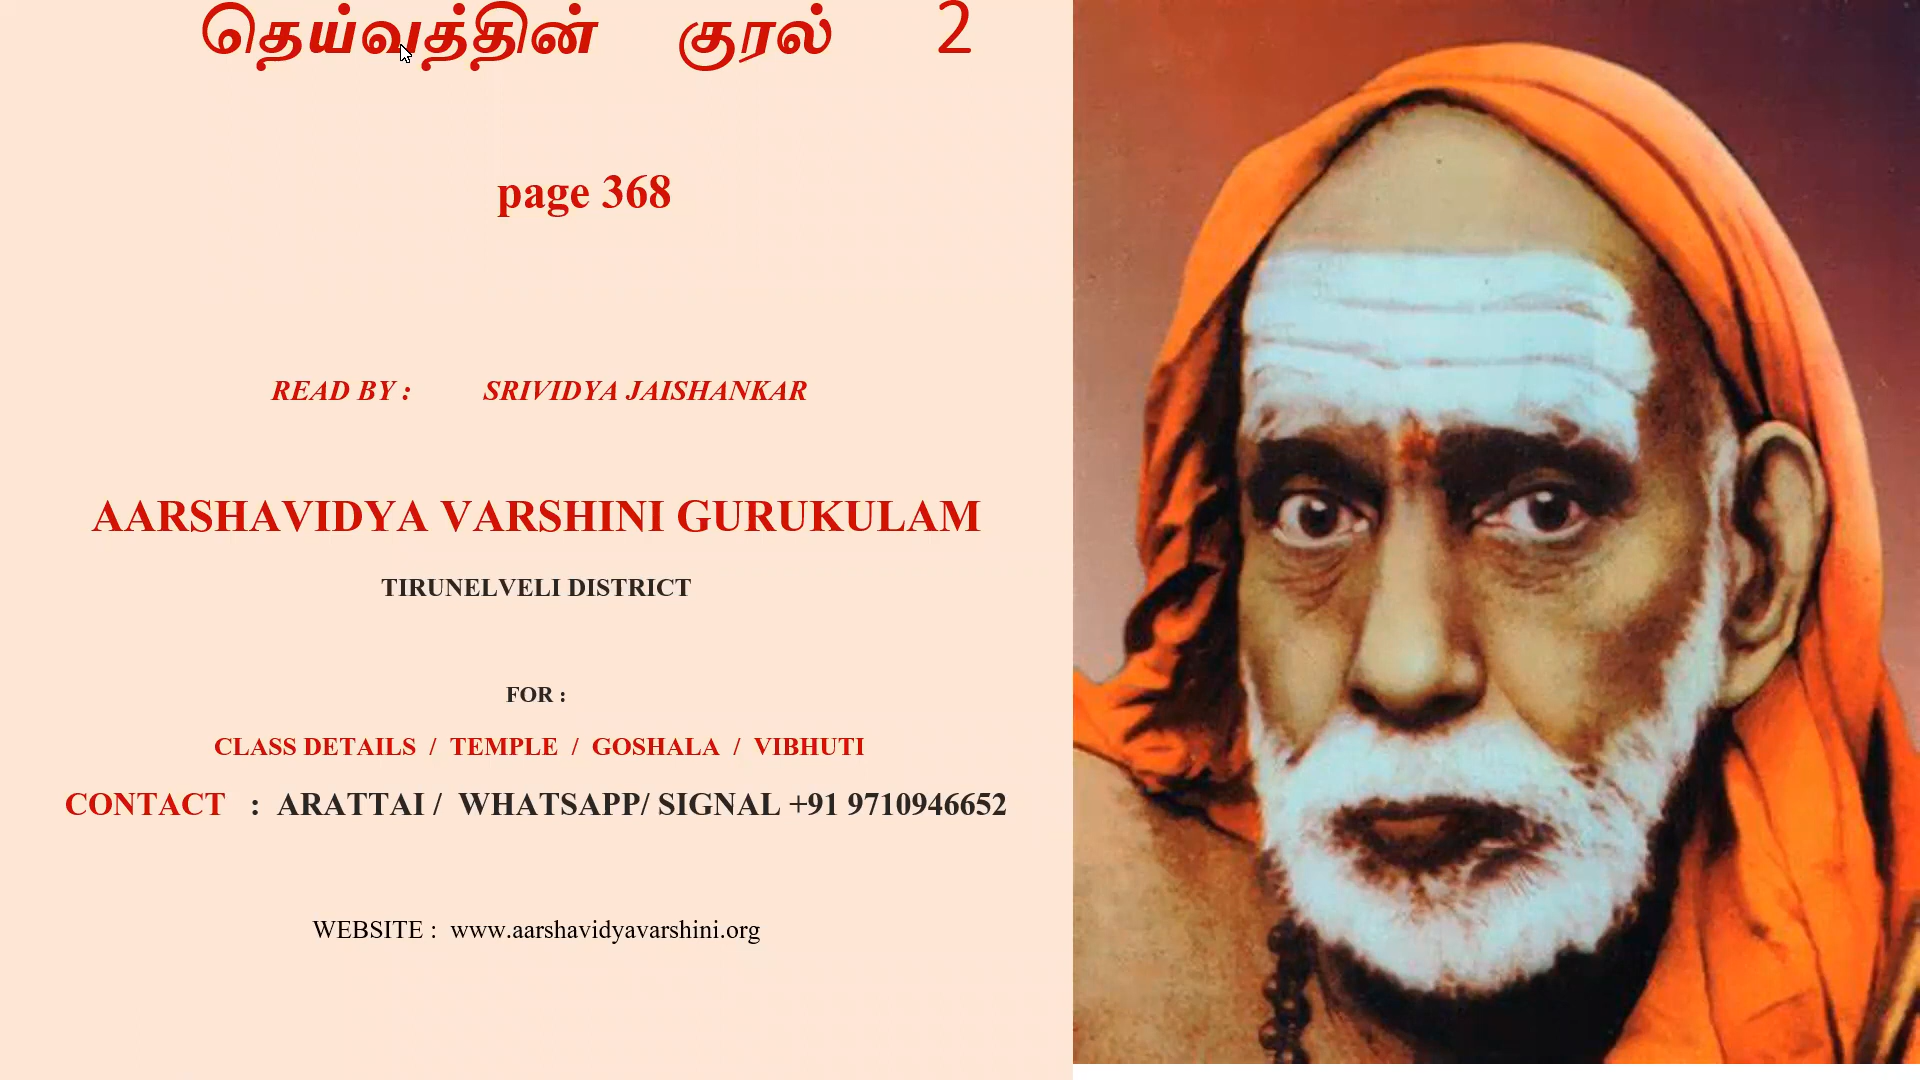 தெய்வத்தின் குரல் 2
page 368
READ BY : SRIVIDYA JAISHANKAR
AARSHAVIDYA VARSHINI GURUKULAM
TIRUNELVELI DISTRICT
FOR :
CLASS DETAILS / TEMPLE / GOSHALA / VIBHUTI
CONTACT : ARATTAI / WHATSAPP/ SIGNAL +91 9710946652
WEBSITE : www.aarshavidyavarshini.org